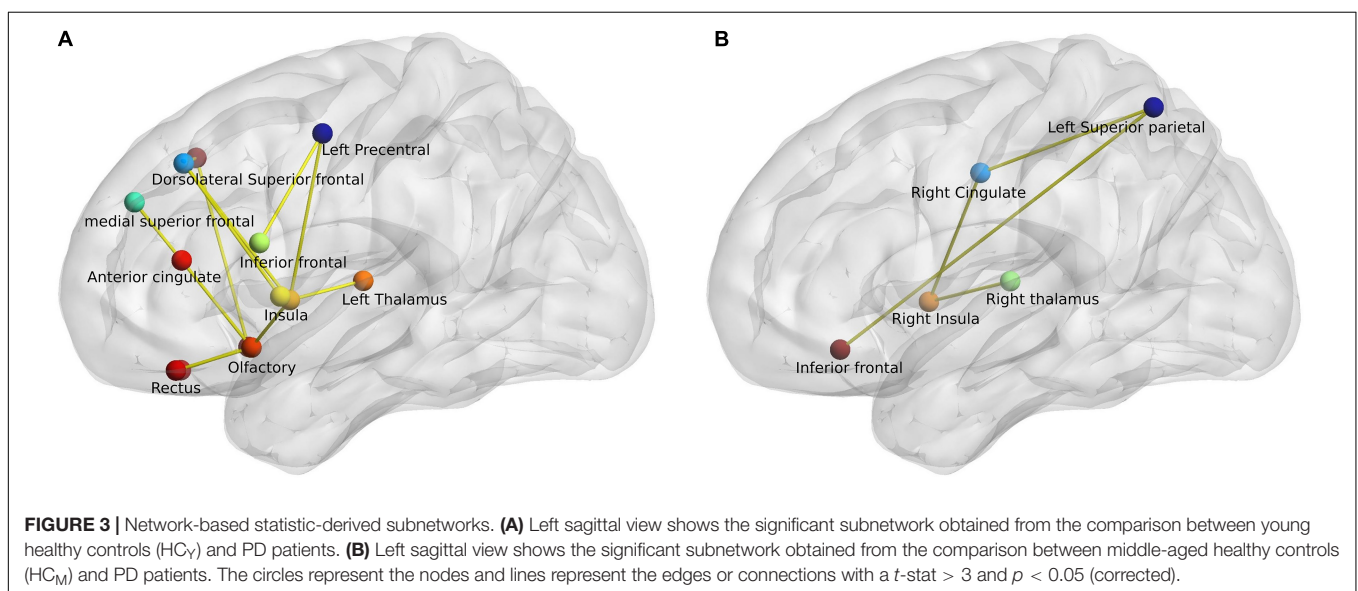 A
Left Precentral
Dorsolateral Superior frontal
medial superior frontal
Inferior frontal
Anterior cingulate
Left Thalamus
Insula
Olfactory
Rectus
B
Left Superior parietal
Right Cingulate
Right thalamus
Right Insula
Inferior frontal
FIGURE 3 | Network-based statistic-derived subnetworks. (A) Left sagittal view shows the significant subnetwork obtained from the comparison between young
healthy controls (HCY) and PD patients. (B) Left sagittal view shows the significant subnetwork obtained from the comparison between middle-aged healthy controls
(HCM) and PD patients. The circles represent the nodes and lines represent the edges or connections with a t-stat > 3 and p < 0.05 (corrected).